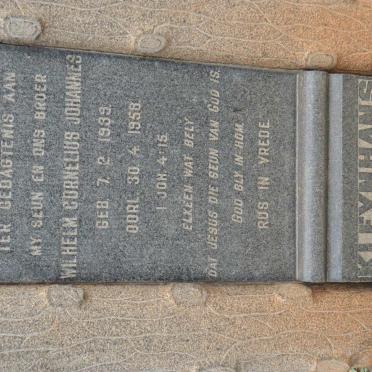 TER GEDAGTENIS AAN
MY SEUN EN ONS BROER
WILHELM CORNELIUS JOHANNES
GEB. 7. 2. 1939.
OORL. 30. 4. 1958.
I JOH. 4:15.
ELKEEN WAT BELY
DAT JESUS DIE SEUN VAN GOD IS.
GOD BLY IN HOM.
RUS IN VREDE.
KLEYNHANS